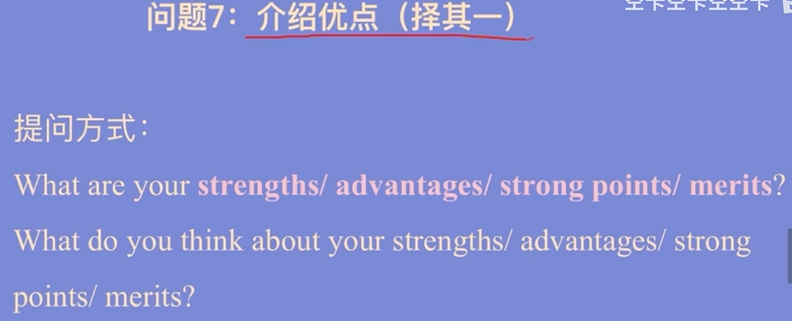 问题7：介绍优点（择其一）
提问方式：
What are your strengths/ advantages/ strong points/ merits?
What do you think about your strengths/ advantages/ strong
points/ merits?